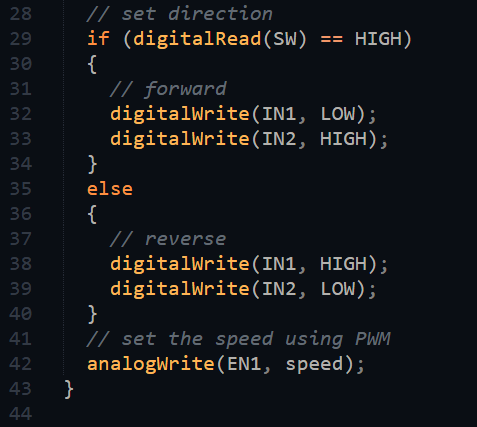 28 // set direction
29 if (digitalRead(SW) == HIGH)
30 {
31 // forward
32 digitalWrite(IN1, LOW);
33 digitalWrite(IN2, HIGH);
34 }
35 else
36 {
37 // reverse
38 digitalWrite(IN1, HIGH);
39 digitalWrite(IN2, LOW);
40 }
41 // set the speed using PWM
42 analogWrite(EN1, speed);
43 }
44